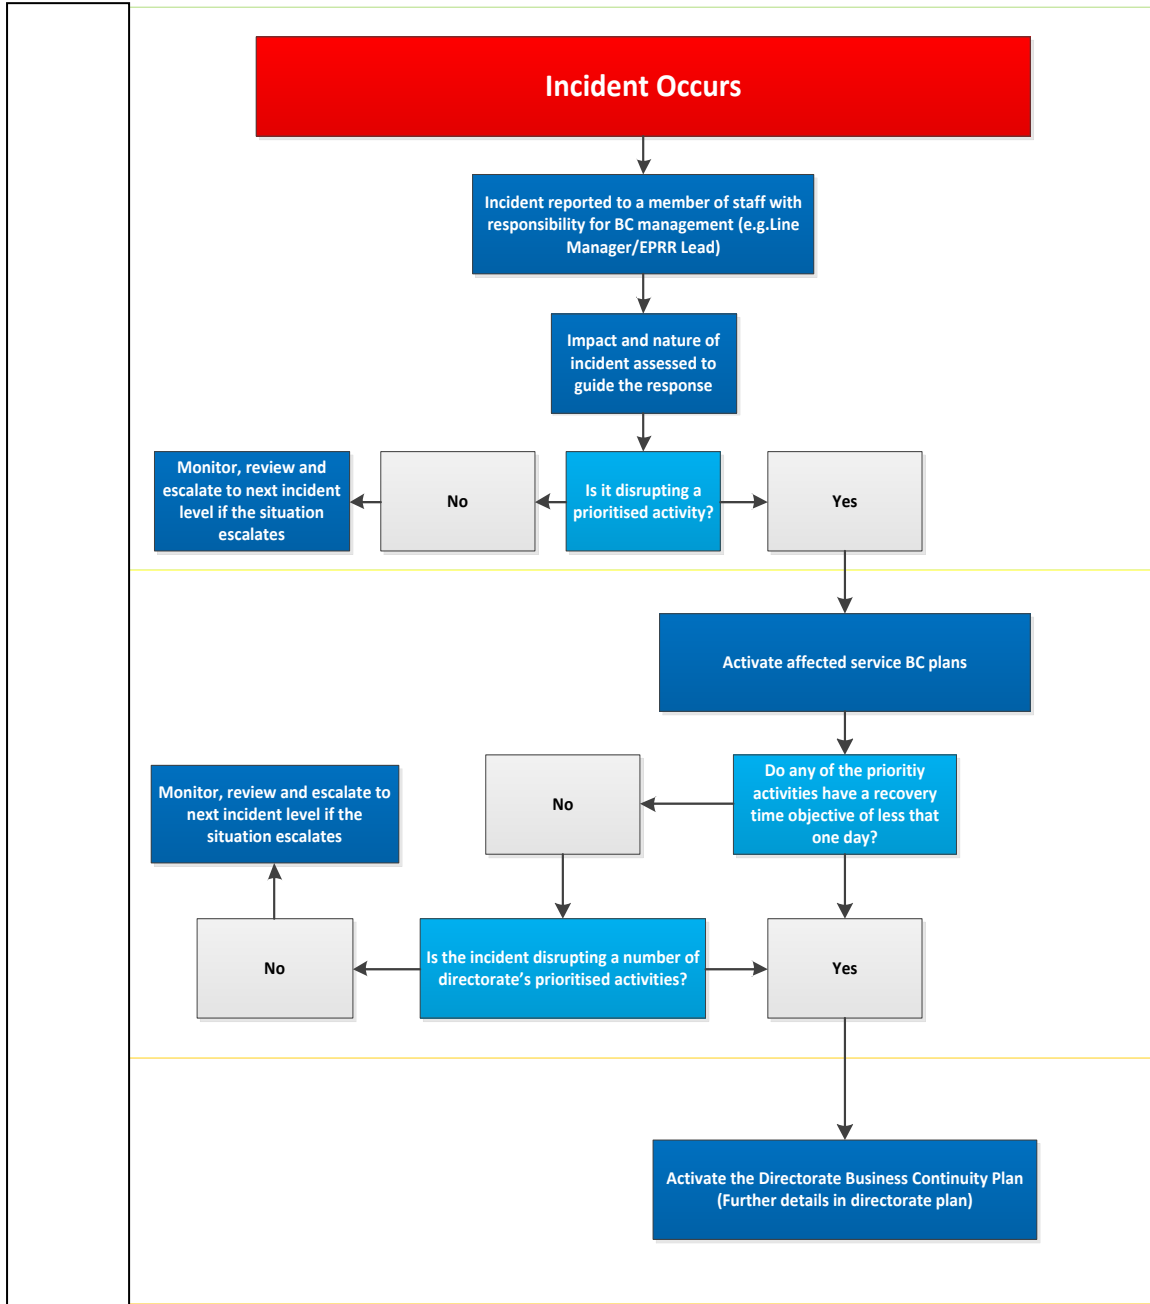 Incident Occurs
Incident reported to a member of staff with
responsibility for BC management (e.g.Line
Manager/EPRR Lead)
Impact and nature of
incident assessed to
guide the response
Monitor, review and
escalate to next incident
level if the situation
escalates
No
Is it disrupting a
prioritised activity?
Yes
Activate affected service BC plans
Monitor, review and escalate to
next incident level if the
situation escalates
No
Do any of the prioritiy
activities have a recovery
time objective of less that
one day?
No
Is the incident disrupting a number of
directorate's prioritised activities?
Yes
Activate the Directorate Business Continuity Plan
(Further details in directorate plan)